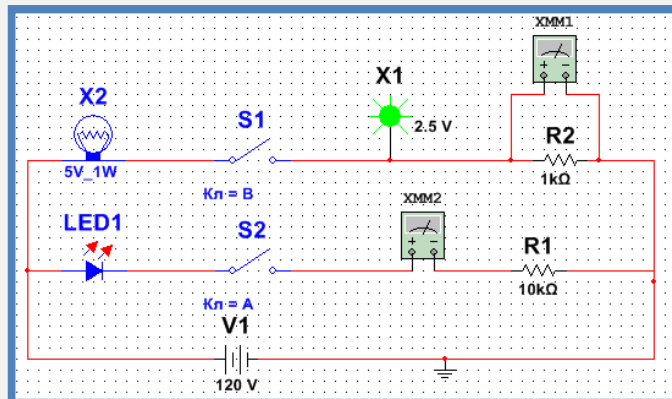 XMM1
X1
X2
2.5 V
S1
R2
5V_1W
1kΩ
Кл = B
XMM2
LED1
S2
R1
10kΩ
Кл = A
V1
120 V